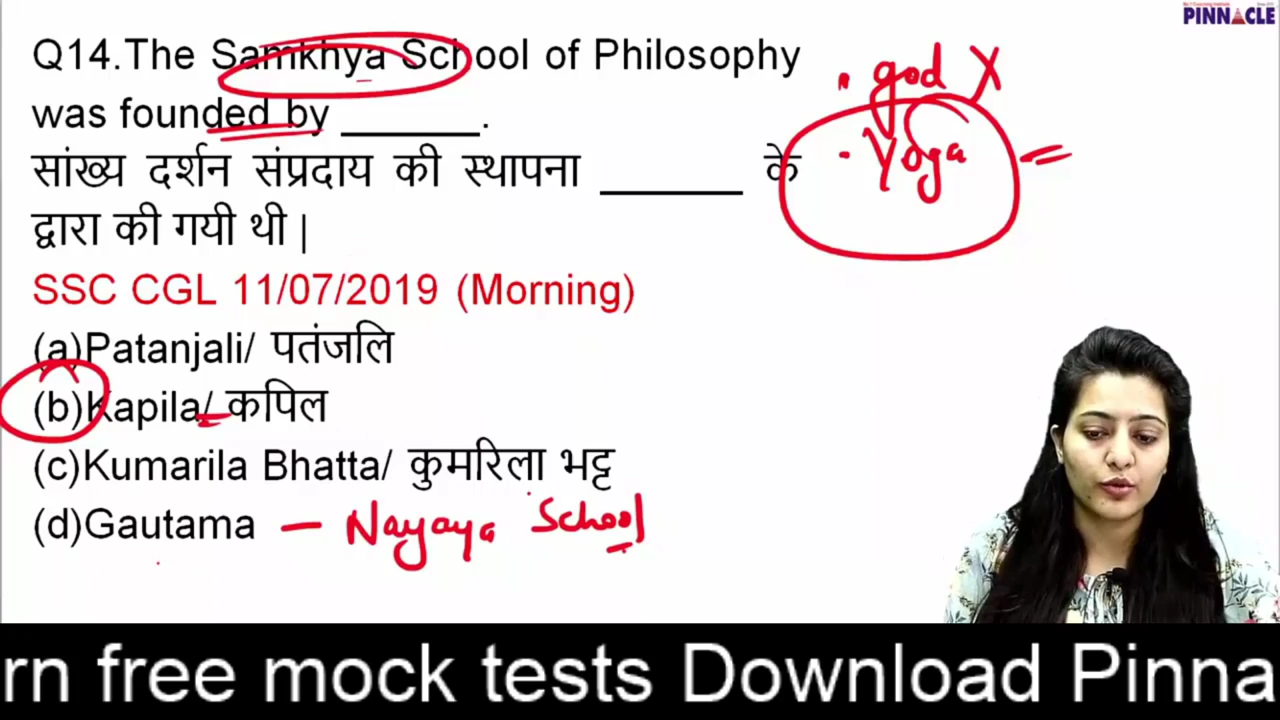 PINNACLE
Q14.The Samkhya School of Philosophy
was founded by ______.
सांख्य दर्शन संप्रदाय की स्थापना ______ के
द्वारा की गयी थी |
SSC CGL 11/07/2019 (Morning)
(a)Patanjali/ पतंजलि
(b)Kapila/ कपिल
(c)Kumarila Bhatta/ कुमारिला भट्ट
(d)Gautama – Nayaya School
· god X
· Yoga =
rn free mock tests Download Pinna